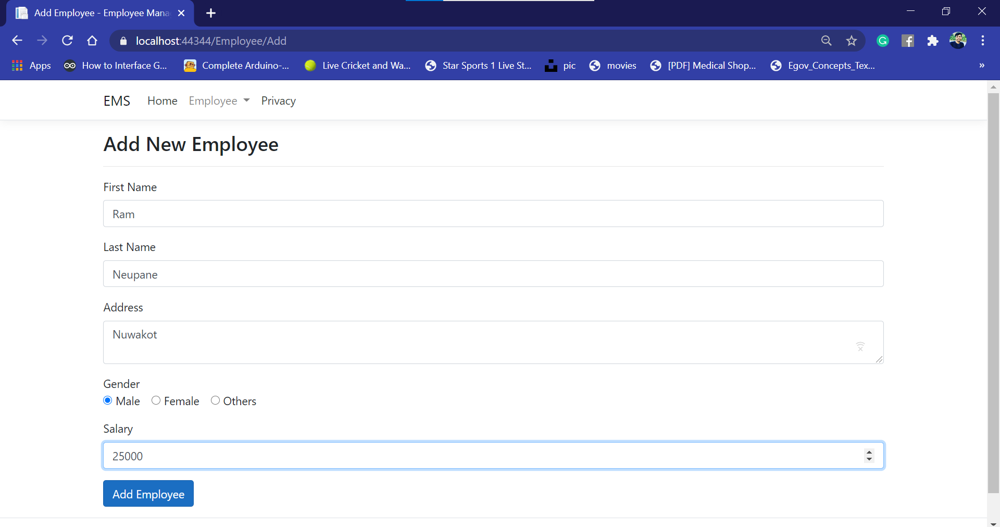 Add Employee - Employee Mana
localhost:44344/Employee/Add
Apps How to Interface G... Complete Arduino-... Live Cricket and Wa... Star Sports 1 Live St... pic movies [PDF] Medical Shop... Egov_Concepts_Tex... »
EMS Home Employee Privacy
Add New Employee
First Name
Ram
Last Name
Neupane
Address
Nuwakot
Gender
Male Female Others
Salary
25000
Add Employee